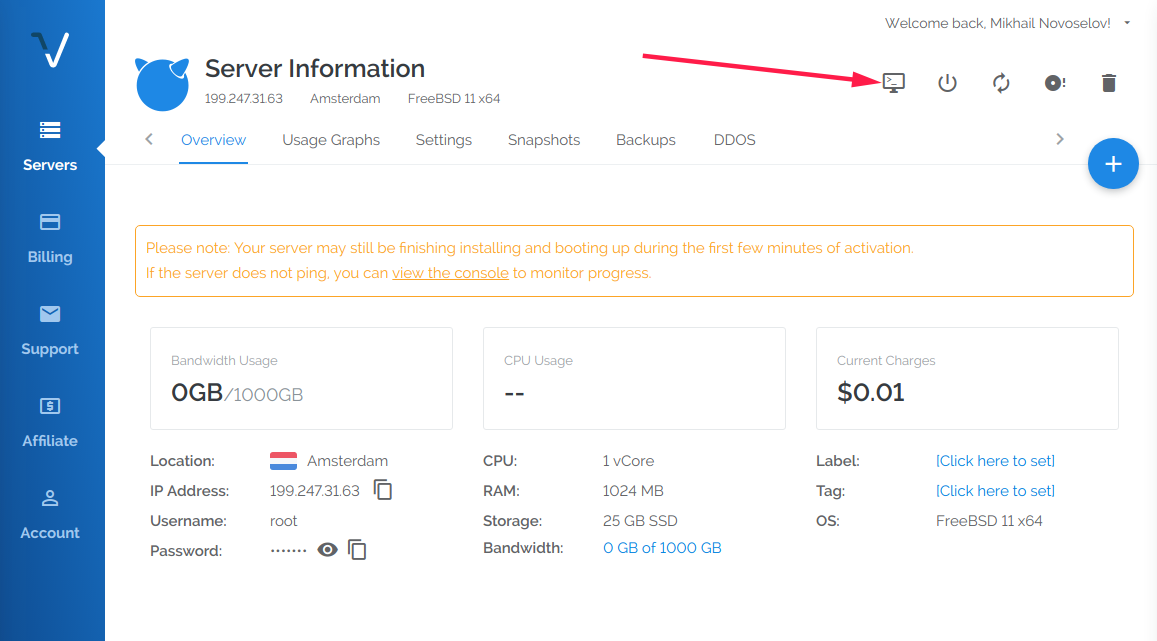 Welcome back, Mikhail Novoselov!
Server Information
199.247.31.63 Amsterdam FreeBSD 11 x64
Overview Usage Graphs Settings Snapshots Backups DDOS
Servers
Billing
Support
Affiliate
Account
Please note: Your server may still be finishing installing and booting up during the first few minutes of activation.
If the server does not ping, you can view the console to monitor progress.
Bandwidth Usage
0GB/1000GB
CPU Usage
--
Current Charges
$0.01
Location: Amsterdam
IP Address: 199.247.31.63
Username: root
Password: ·······
CPU: 1 vCore
RAM: 1024 MB
Storage: 25 GB SSD
Bandwidth: 0 GB of 1000 GB
Label: [Click here to set]
Tag: [Click here to set]
OS: FreeBSD 11 x64